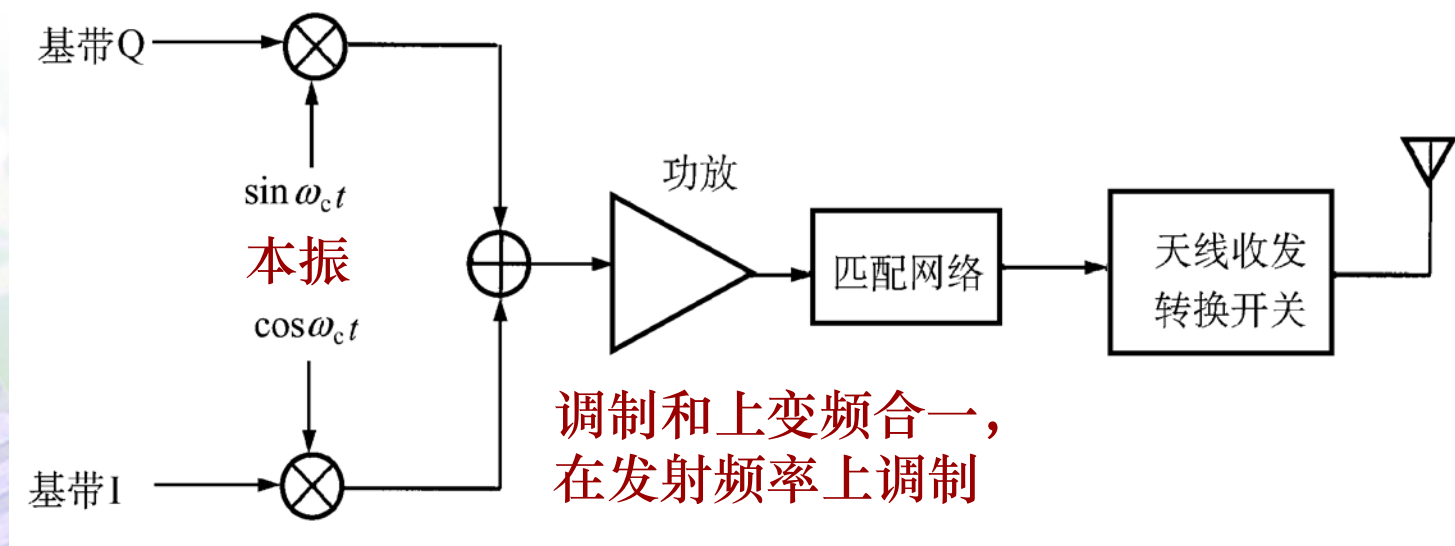 基带Q
sin ω_c t
本振
cosω_c t
基带I
功放
匹配网络
天线收发
转换开关
调制和上变频合一，
在发射频率上调制